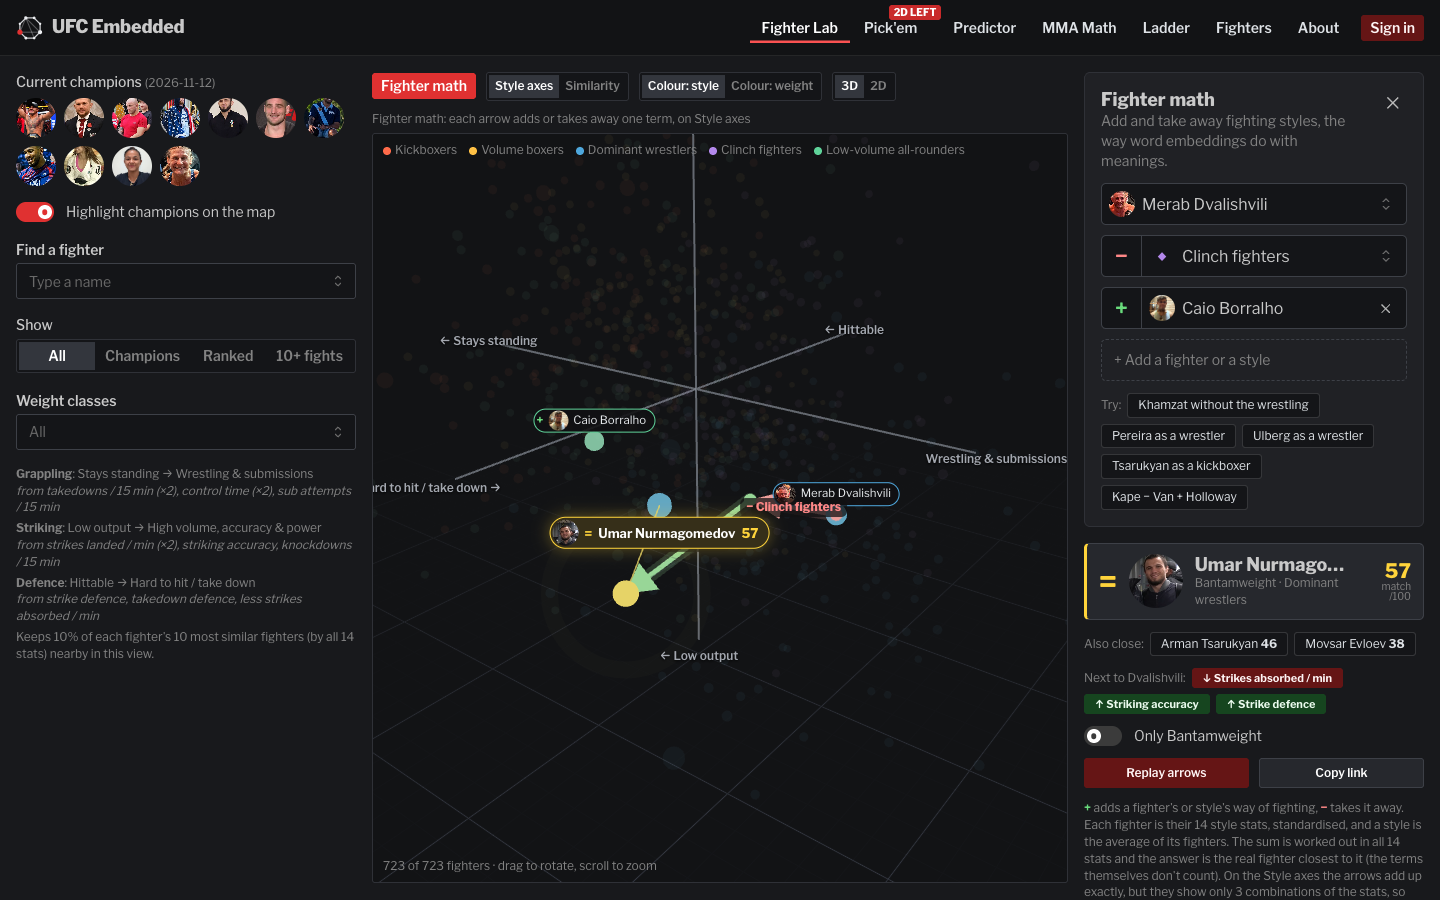 UFC Embedded
2D LEFT
Fighter Lab Pick'em Predictor MMA Math Ladder Fighters About Sign in
Current champions (2026-11-12)
Highlight champions on the map
Find a fighter
Type a name
Show
All Champions Ranked 10+ fights
Weight classes
All
Grappling: Stays standing → Wrestling & submissions
from takedowns / 15 min (×2), control time (×2), sub attempts
/ 15 min
Striking: Low output → High volume, accuracy & power
from strikes landed / min (×2), striking accuracy, knockdowns
/ 15 min
Defence: Hittable → Hard to hit / take down
from strike defence, takedown defence, less strikes
absorbed / min
Keeps 10% of each fighter's 10 most similar fighters (by all 14
stats) nearby in this view.
Fighter math Style axes Similarity Colour: style Colour: weight 3D 2D
Fighter math: each arrow adds or takes away one term, on Style axes
Kickboxers Volume boxers Dominant wrestlers Clinch fighters Low-volume all-rounders
← Hittable
← Stays standing
+ Caio Borralho
Wrestling & submissions
rd to hit / take down →
Merab Dvalishvili
− Clinch fighters
= Umar Nurmagomedov 57
← Low output
723 of 723 fighters · drag to rotate, scroll to zoom
Fighter math
Add and take away fighting styles, the
way word embeddings do with
meanings.
Merab Dvalishvili
− Clinch fighters
+ Caio Borralho
+ Add a fighter or a style
Try: Khamzat without the wrestling
Pereira as a wrestler Ulberg as a wrestler
Tsarukyan as a kickboxer
Kape − Van + Holloway
= Umar Nurmago... 57
Bantamweight · Dominant wrestlers
match /100
Also close: Arman Tsarukyan 46 Movsar Evloev 38
Next to Dvalishvili: ↓ Strikes absorbed / min
↑ Striking accuracy ↑ Strike defence
Only Bantamweight
Replay arrows Copy link
+ adds a fighter's or style's way of fighting, − takes it away.
Each fighter is their 14 style stats, standardised, and a style is
the average of its fighters. The sum is worked out in all 14
stats and the answer is the real fighter closest to it (the terms
themselves don't count). On the Style axes the arrows add up
exactly, but they show only 3 combinations of the stats, so